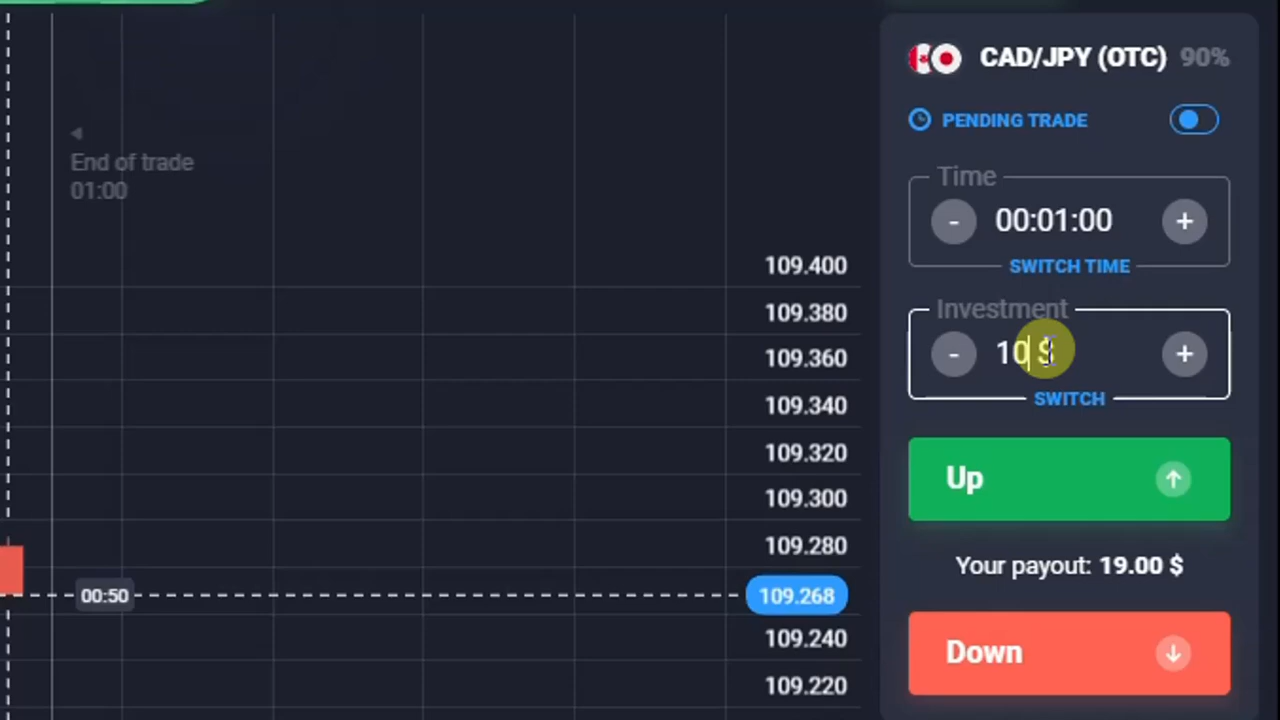 End of trade
01:00
109.400
109.380
109.360
109.340
109.320
109.300
109.280
00:50
109.268
109.240
109.220
CAD/JPY (OTC) 90%
PENDING TRADE
Time
- 00:01:00 +
SWITCH TIME
Investment
- 10 $ +
SWITCH
Up
Your payout: 19.00 $
Down